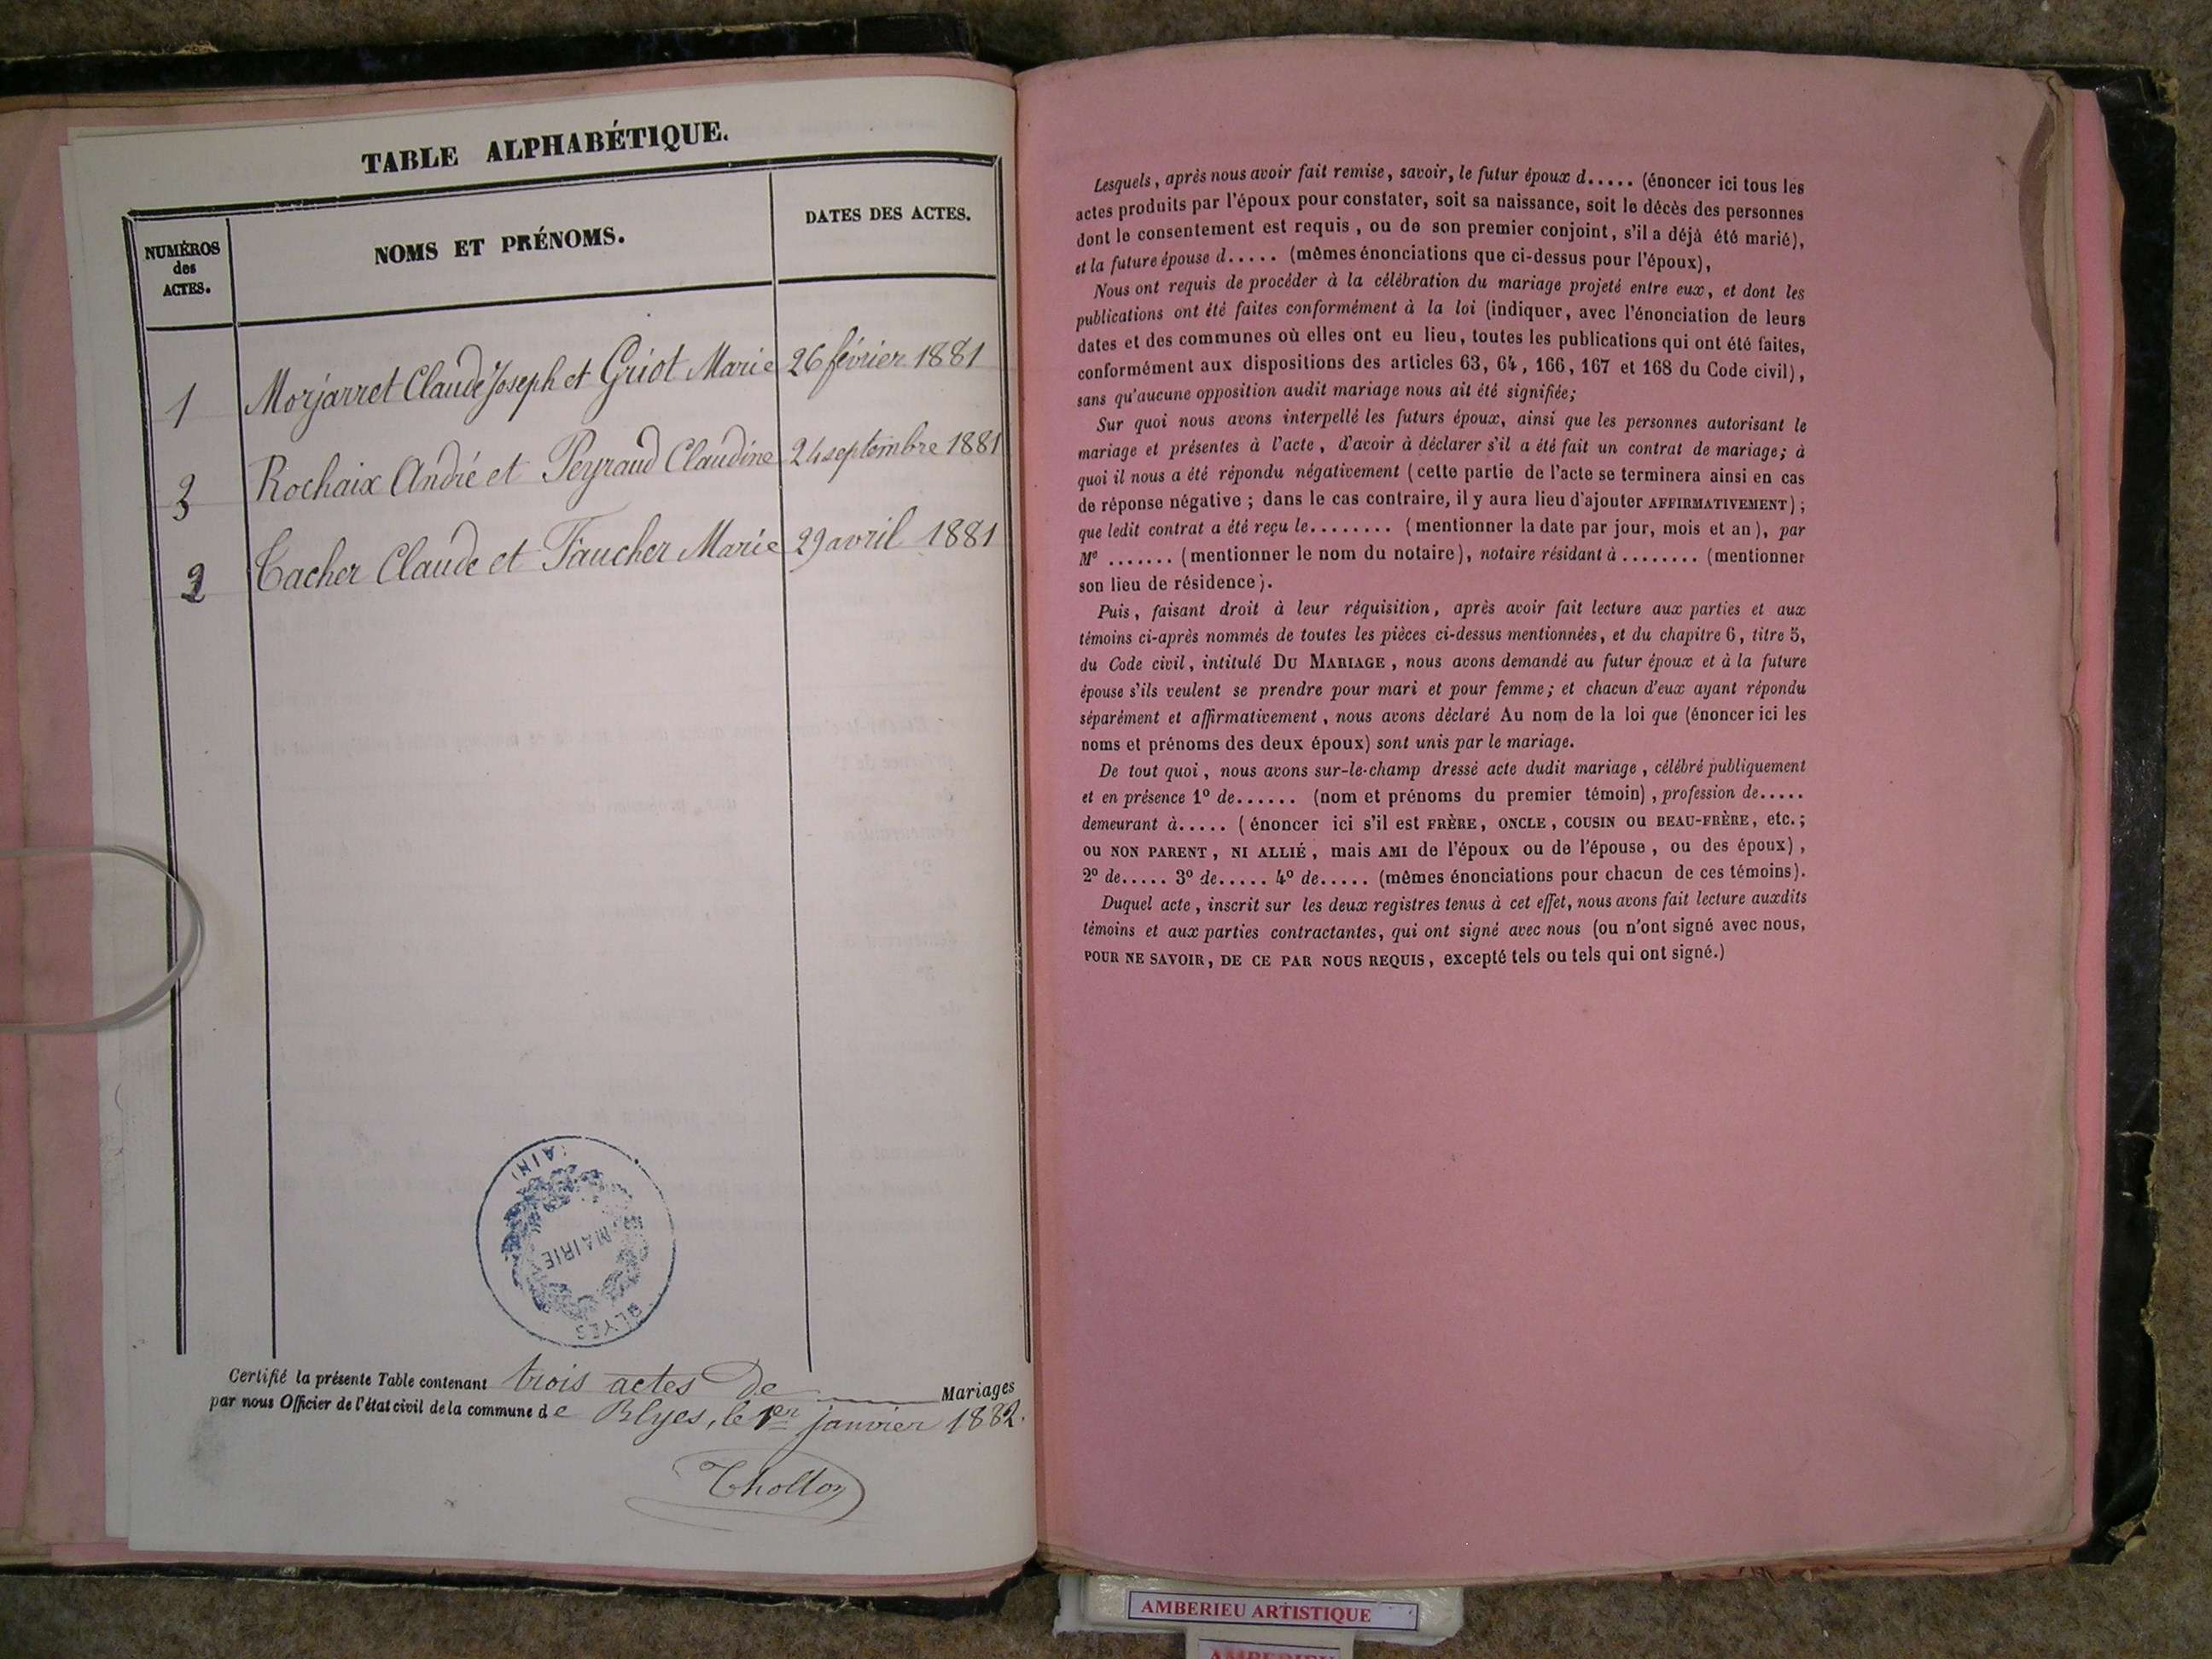 TABLE ALPHABÉTIQUE.
NUMÉROS
des
ACTES.
NOMS ET PRÉNOMS.
DATES DES ACTES.
1 Morjarret Claude Joseph et Griot Marie 26 février 1881
3 Rochaix André et Peyraud Claudine 24 septembre 1881
2 Tacher Claude et Faucher Marie 29 avril 1881
(AIN)
MAIRIE
BLYES
Certifié la présente Table contenant trois actes de Mariages
par nous Officier de l'état civil de la commune de Blyes, le 1er janvier 1882.
Thollon
Lesquels, après nous avoir fait remise, savoir, le futur époux d..... (énoncer ici tous les
actes produits par l'époux pour constater, soit sa naissance, soit le décès des personnes
dont le consentement est requis, ou de son premier conjoint, s'il a déjà été marié),
et la future épouse d..... (mêmes énonciations que ci-dessus pour l'époux),
Nous ont requis de procéder à la célébration du mariage projeté entre eux, et dont les
publications ont été faites conformément à la loi (indiquer, avec l'énonciation de leurs
dates et des communes où elles ont eu lieu, toutes les publications qui ont été faites,
conformément aux dispositions des articles 63, 64, 166, 167 et 168 du Code civil),
sans qu'aucune opposition audit mariage nous ait été signifiée;
Sur quoi nous avons interpellé les futurs époux, ainsi que les personnes autorisant le
mariage et présentes à l'acte, d'avoir à déclarer s'il a été fait un contrat de mariage; à
quoi il nous a été répondu négativement (cette partie de l'acte se terminera ainsi en cas
de réponse négative; dans le cas contraire, il y aura lieu d'ajouter AFFIRMATIVEMENT);
que ledit contrat a été reçu le........ (mentionner la date par jour, mois et an), par
Me ....... (mentionner le nom du notaire), notaire résidant à ........ (mentionner
son lieu de résidence).
Puis, faisant droit à leur réquisition, après avoir fait lecture aux parties et aux
témoins ci-après nommés de toutes les pièces ci-dessus mentionnées, et du chapitre 6, titre 5,
du Code civil, intitulé DU MARIAGE, nous avons demandé au futur époux et à la future
épouse s'ils veulent se prendre pour mari et pour femme; et chacun d'eux ayant répondu
séparément et affirmativement, nous avons déclaré Au nom de la loi que (énoncer ici les
noms et prénoms des deux époux) sont unis par le mariage.
De tout quoi, nous avons sur-le-champ dressé acte dudit mariage, célébré publiquement
et en présence 1º de...... (nom et prénoms du premier témoin), profession de.....
demeurant à..... (énoncer ici s'il est FRÈRE, ONCLE, COUSIN ou BEAU-FRÈRE, etc.;
ou NON PARENT, NI ALLIÉ, mais AMI de l'époux ou de l'épouse, ou des époux),
2º de..... 3º de..... 4º de..... (mêmes énonciations pour chacun de ces témoins).
Duquel acte, inscrit sur les deux registres tenus à cet effet, nous avons fait lecture auxdits
témoins et aux parties contractantes, qui ont signé avec nous (ou n'ont signé avec nous,
POUR NE SAVOIR, DE CE PAR NOUS REQUIS, excepté tels ou tels qui ont signé.)
AMBERIEU ARTISTIQUE
AMBERIEU